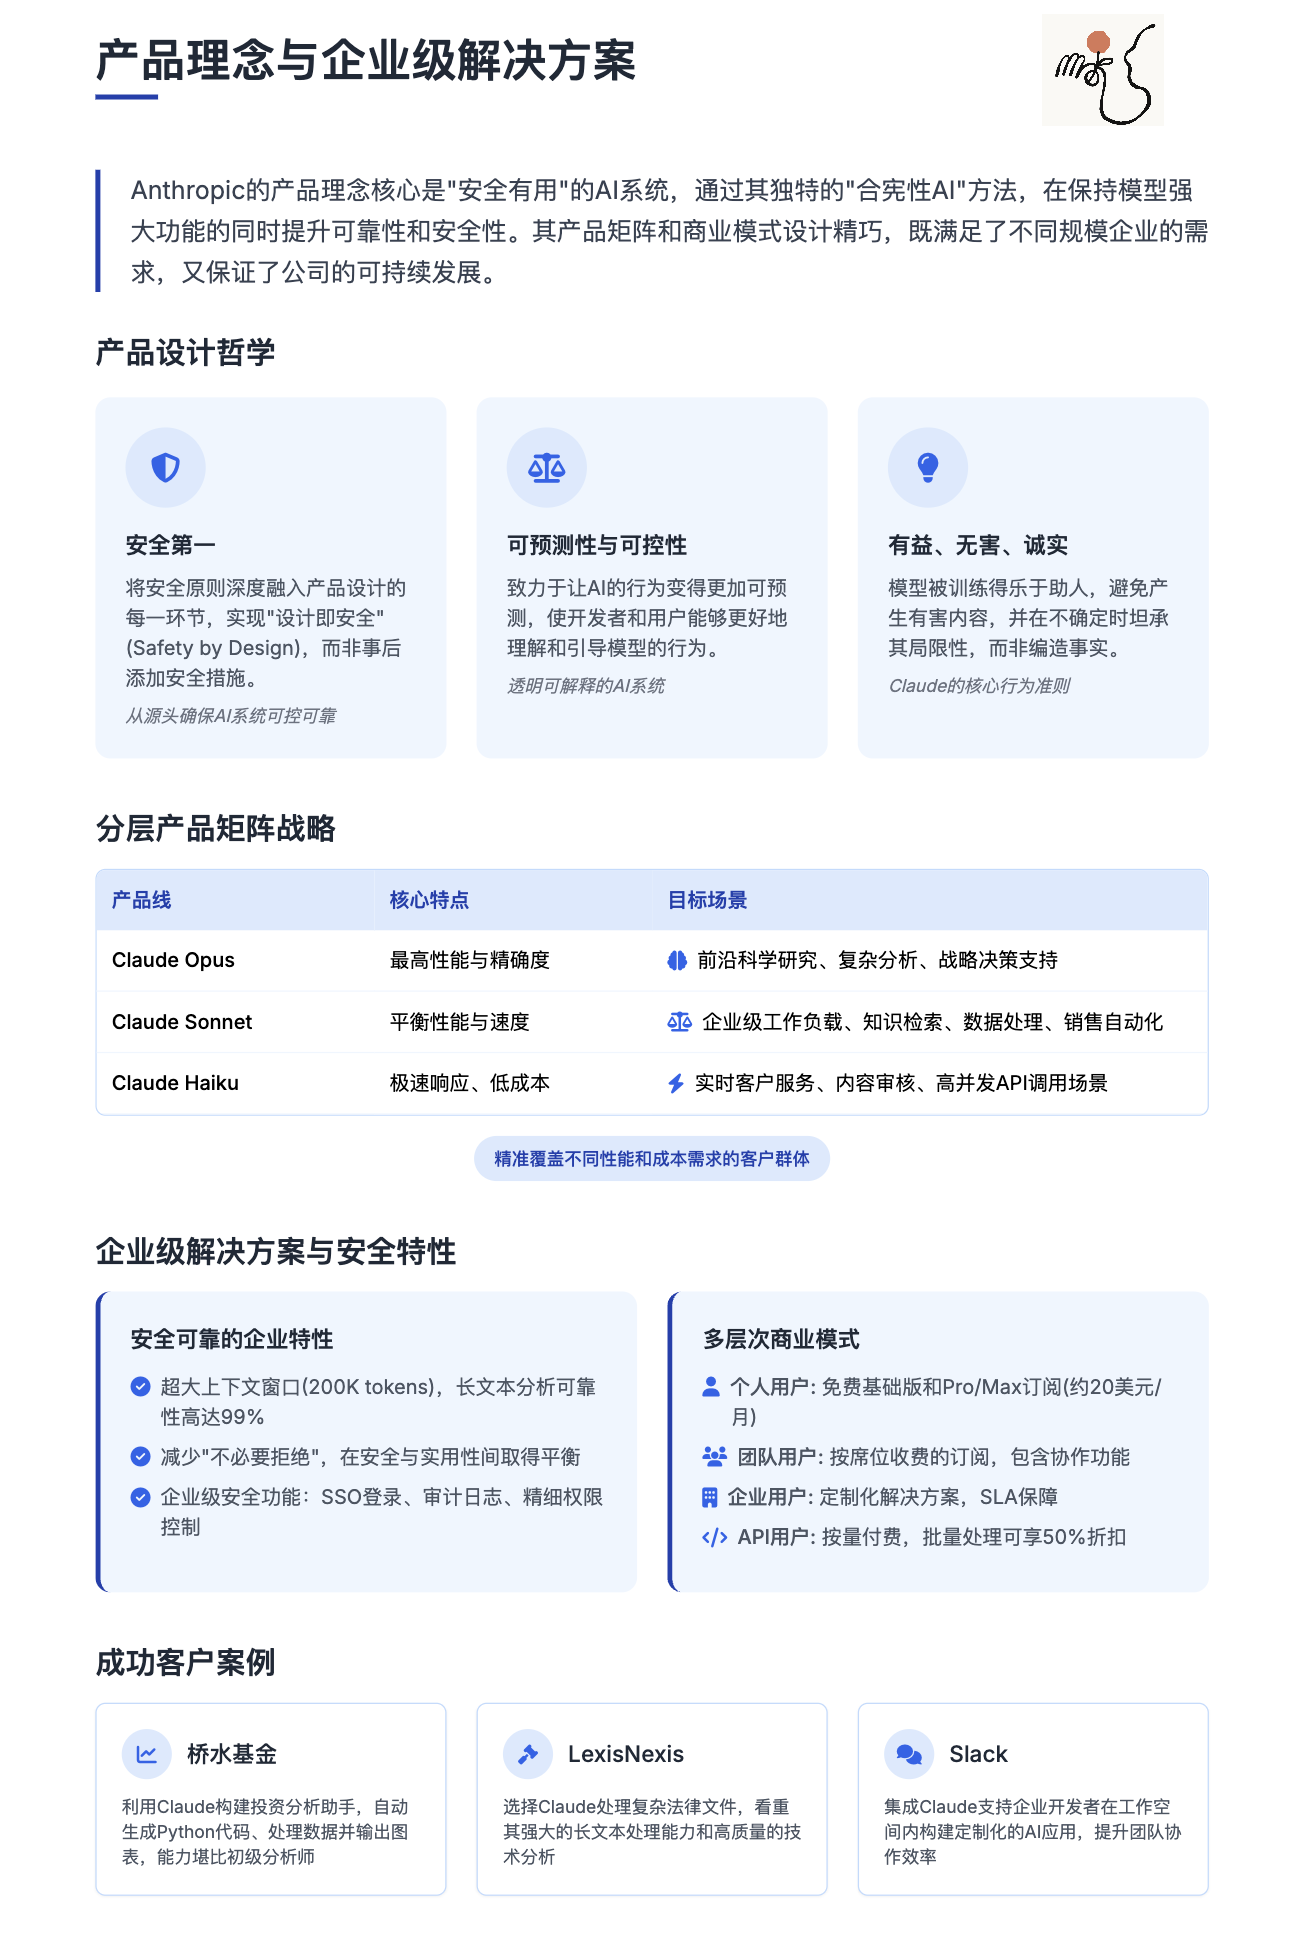 产品理念与企业级解决方案
Anthropic的产品理念核心是"安全有用"的AI系统，通过其独特的"合宪性AI"方法，在保持模型强
大功能的同时提升可靠性和安全性。其产品矩阵和商业模式设计精巧，既满足了不同规模企业的需
求，又保证了公司的可持续发展。
产品设计哲学
安全第一
将安全原则深度融入产品设计的
每一环节，实现"设计即安全"
(Safety by Design)，而非事后
添加安全措施。
从源头确保AI系统可控可靠
可预测性与可控性
致力于让AI的行为变得更加可预
测，使开发者和用户能够更好地
理解和引导模型的行为。
透明可解释的AI系统
有益、无害、诚实
模型被训练得乐于助人，避免产
生有害内容，并在不确定时坦承
其局限性，而非编造事实。
Claude的核心行为准则
分层产品矩阵战略
产品线 核心特点 目标场景
Claude Opus 最高性能与精确度 前沿科学研究、复杂分析、战略决策支持
Claude Sonnet 平衡性能与速度 企业级工作负载、知识检索、数据处理、销售自动化
Claude Haiku 极速响应、低成本 实时客户服务、内容审核、高并发API调用场景
精准覆盖不同性能和成本需求的客户群体
企业级解决方案与安全特性
安全可靠的企业特性
超大上下文窗口(200K tokens)，长文本分析可靠
性高达99%
减少"不必要拒绝"，在安全与实用性间取得平衡
企业级安全功能：SSO登录、审计日志、精细权限
控制
多层次商业模式
个人用户: 免费基础版和Pro/Max订阅(约20美元/
月)
团队用户: 按席位收费的订阅，包含协作功能
企业用户: 定制化解决方案，SLA保障
API用户: 按量付费，批量处理可享50%折扣
成功客户案例
桥水基金
利用Claude构建投资分析助手，自动
生成Python代码、处理数据并输出图
表，能力堪比初级分析师
LexisNexis
选择Claude处理复杂法律文件，看重
其强大的长文本处理能力和高质量的技
术分析
Slack
集成Claude支持企业开发者在工作空
间内构建定制化的AI应用，提升团队协
作效率